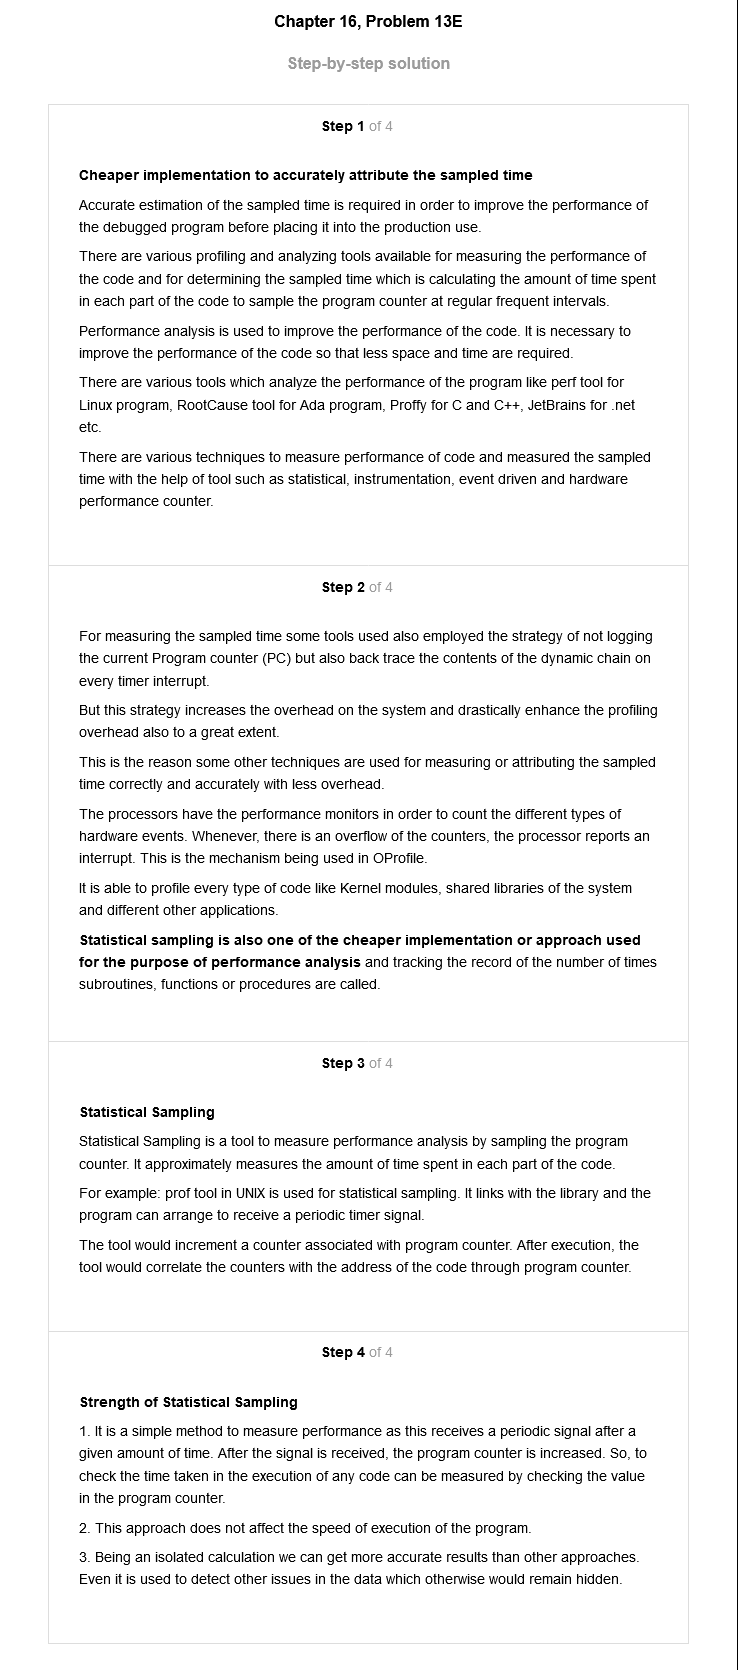 Chapter 16, Problem 13E
Step-by-step solution
Step 1 of 4
Cheaper implementation to accurately attribute the sampled time
Accurate estimation of the sampled time is required in order to improve the performance of
the debugged program before placing it into the production use.
There are various profiling and analyzing tools available for measuring the performance of
the code and for determining the sampled time which is calculating the amount of time spent
in each part of the code to sample the program counter at regular frequent intervals.
Performance analysis is used to improve the performance of the code. It is necessary to
improve the performance of the code so that less space and time are required.
There are various tools which analyze the performance of the program like perf tool for
Linux program, RootCause tool for Ada program, Proffy for C and C++, JetBrains for .net
etc.
There are various techniques to measure performance of code and measured the sampled
time with the help of tool such as statistical, instrumentation, event driven and hardware
performance counter.
Step 2 of 4
For measuring the sampled time some tools used also employed the strategy of not logging
the current Program counter (PC) but also back trace the contents of the dynamic chain on
every timer interrupt.
But this strategy increases the overhead on the system and drastically enhance the profiling
overhead also to a great extent.
This is the reason some other techniques are used for measuring or attributing the sampled
time correctly and accurately with less overhead.
The processors have the performance monitors in order to count the different types of
hardware events. Whenever, there is an overflow of the counters, the processor reports an
interrupt. This is the mechanism being used in OProfile.
It is able to profile every type of code like Kernel modules, shared libraries of the system
and different other applications.
Statistical sampling is also one of the cheaper implementation or approach used
for the purpose of performance analysis and tracking the record of the number of times
subroutines, functions or procedures are called.
Step 3 of 4
Statistical Sampling
Statistical Sampling is a tool to measure performance analysis by sampling the program
counter. It approximately measures the amount of time spent in each part of the code.
For example: prof tool in UNIX is used for statistical sampling. It links with the library and the
program can arrange to receive a periodic timer signal.
The tool would increment a counter associated with program counter. After execution, the
tool would correlate the counters with the address of the code through program counter.
Step 4 of 4
Strength of Statistical Sampling
1. It is a simple method to measure performance as this receives a periodic signal after a
given amount of time. After the signal is received, the program counter is increased. So, to
check the time taken in the execution of any code can be measured by checking the value
in the program counter.
2. This approach does not affect the speed of execution of the program.
3. Being an isolated calculation we can get more accurate results than other approaches.
Even it is used to detect other issues in the data which otherwise would remain hidden.